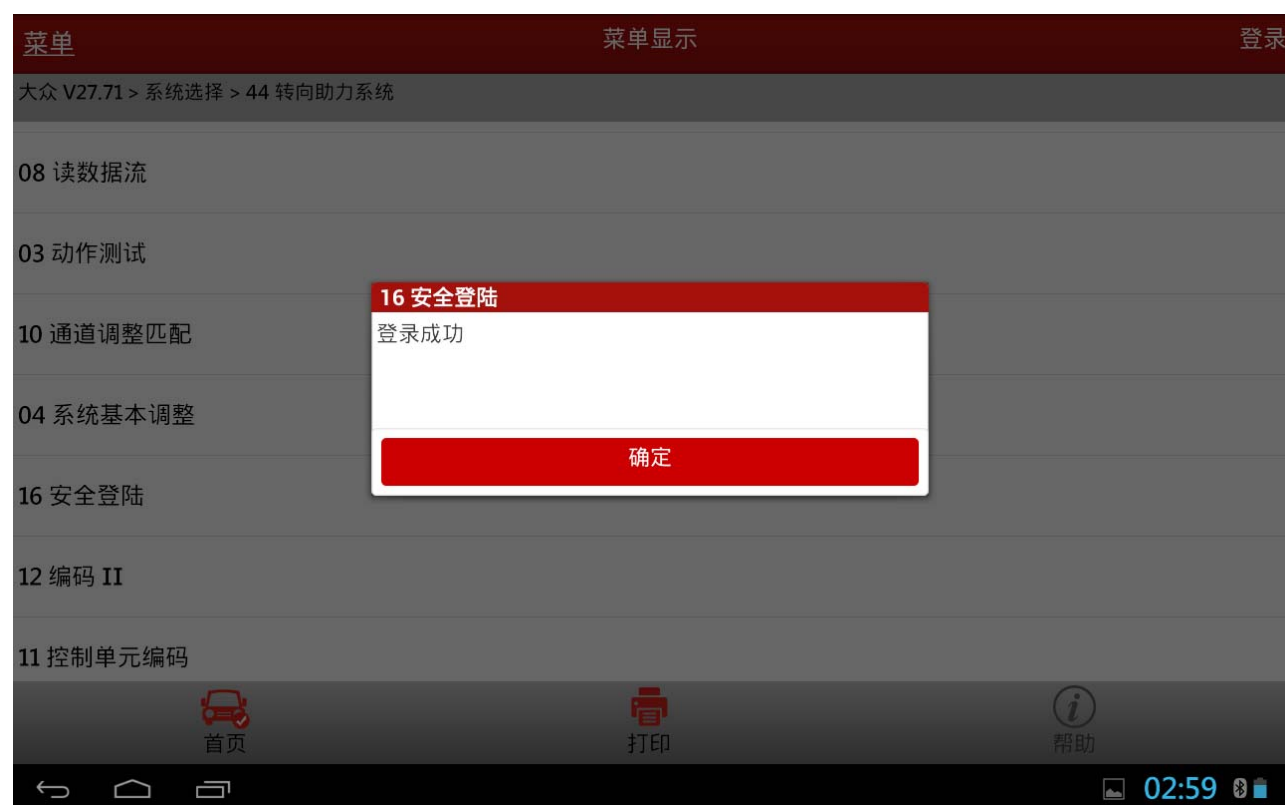 菜单 菜单显示 登录
大众 V27.71 > 系统选择 > 44 转向助力系统
08 读数据流
03 动作测试
16 安全登陆
登录成功
确定
10 通道调整匹配
04 系统基本调整
16 安全登陆
12 编码 II
11 控制单元编码
首页 打印 帮助
02:59